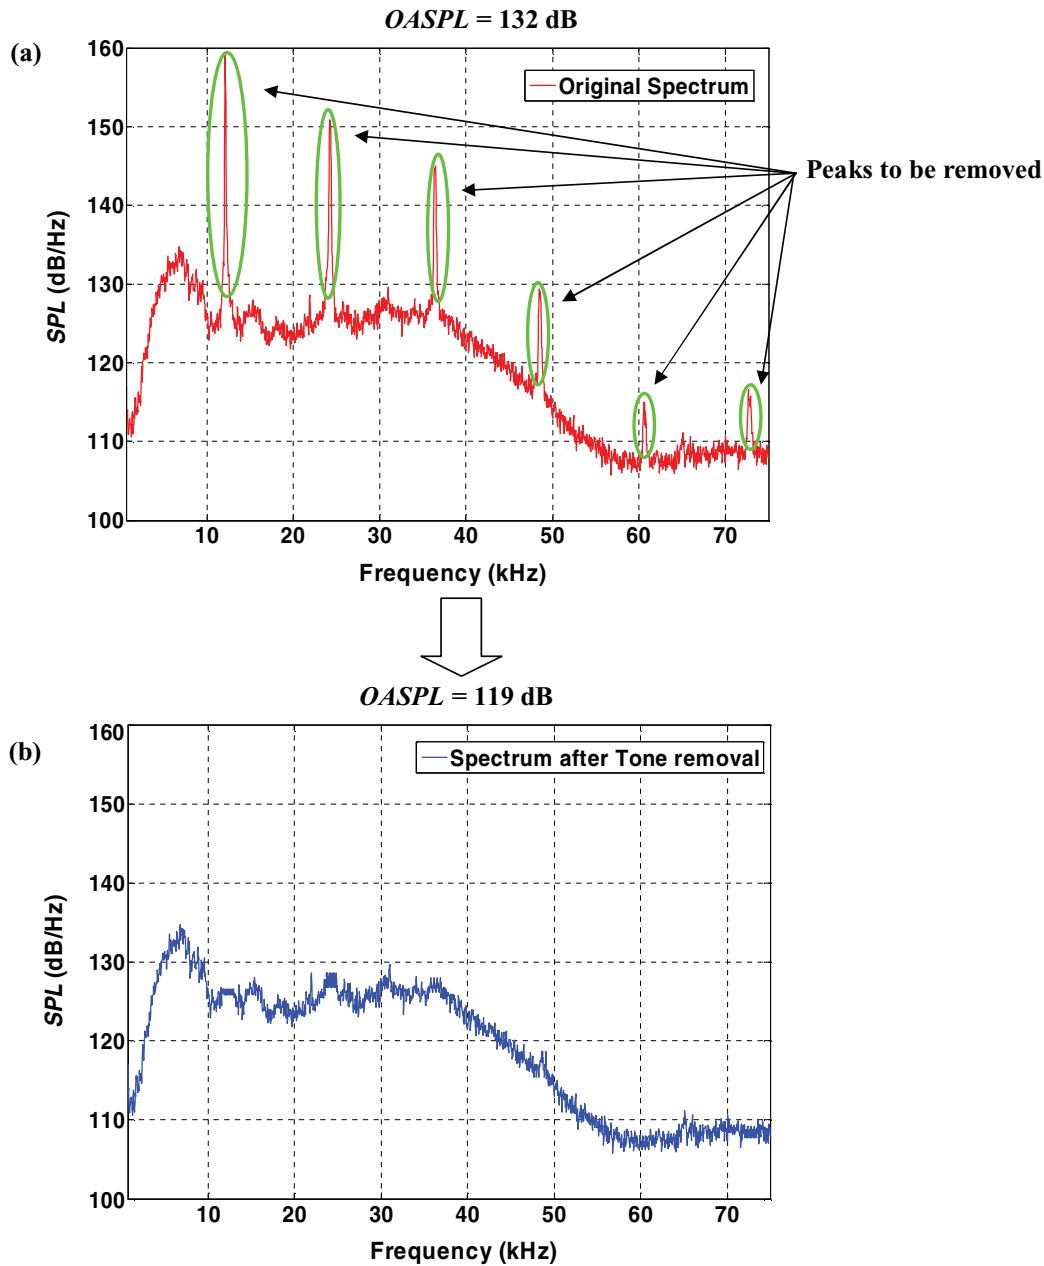 OASPL = 132 dB
(a)
160
150
140
130
120
110
100
SPL (dB/Hz)
Original Spectrum
Peaks to be removed
10 20 30 40 50 60 70
Frequency (kHz)
OASPL = 119 dB
(b)
160
150
140
130
120
110
100
SPL (dB/Hz)
Spectrum after Tone removal
10 20 30 40 50 60 70
Frequency (kHz)